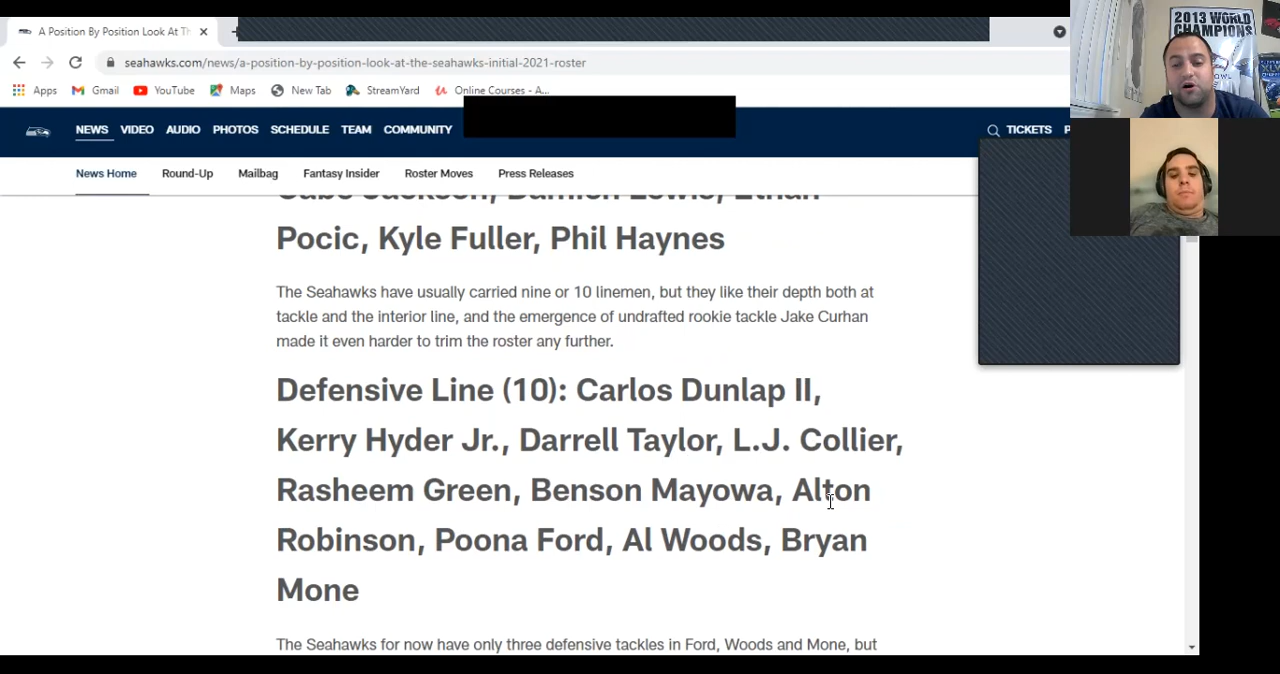 A Position By Position Look At Th
seahawks.com/news/a-position-by-position-look-at-the-seahawks-initial-2021-roster
Apps Gmail YouTube Maps New Tab StreamYard Online Courses - A...
NEWS VIDEO AUDIO PHOTOS SCHEDULE TEAM COMMUNITY TICKETS P
News Home Round-Up Mailbag Fantasy Insider Roster Moves Press Releases
Gabe Jackson, Damien Lewis, Ethan
Pocic, Kyle Fuller, Phil Haynes
The Seahawks have usually carried nine or 10 linemen, but they like their depth both at
tackle and the interior line, and the emergence of undrafted rookie tackle Jake Curhan
made it even harder to trim the roster any further.
Defensive Line (10): Carlos Dunlap II,
Kerry Hyder Jr., Darrell Taylor, L.J. Collier,
Rasheem Green, Benson Mayowa, Alton
Robinson, Poona Ford, Al Woods, Bryan
Mone
The Seahawks for now have only three defensive tackles in Ford, Woods and Mone, but
2013 WORLD
CHAMPIONS